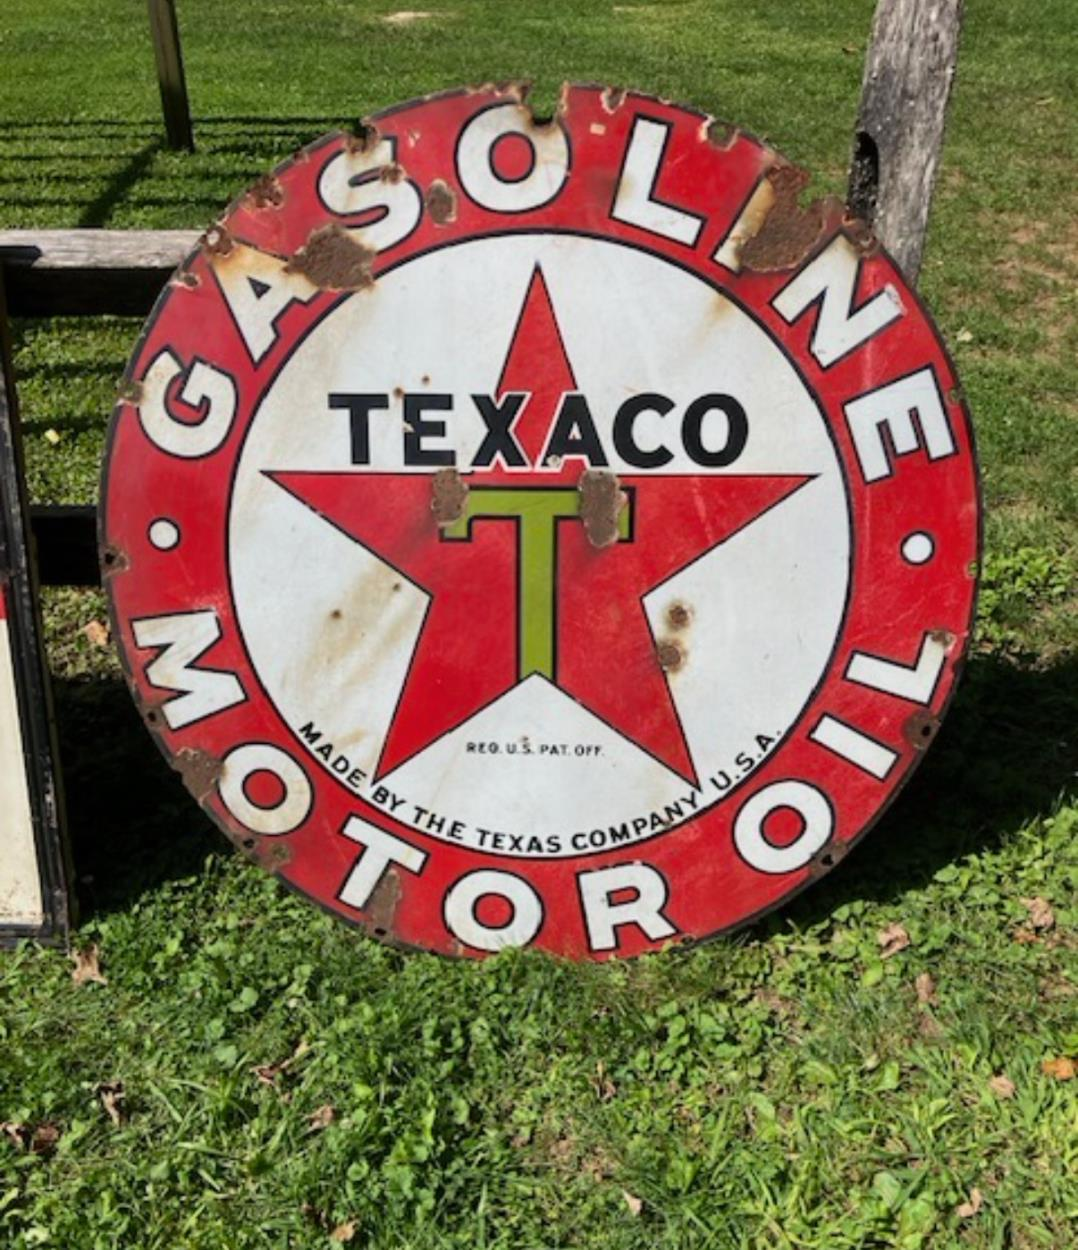 GASOLINE
TEXACO
T
REG. U.S. PAT. OFF.
MADE BY THE TEXAS COMPANY U.S.A.
• MOTOR OIL •